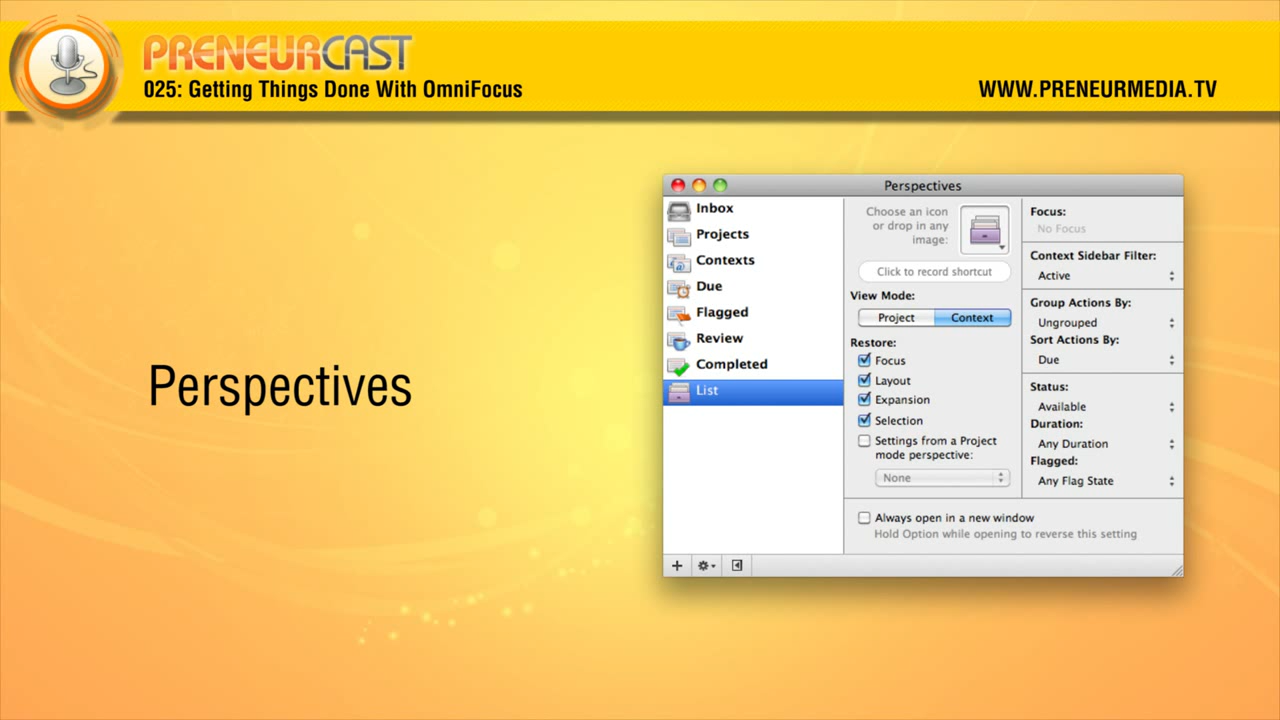 PRENEURCAST
025: Getting Things Done With OmniFocus
WWW.PRENEURMEDIA.TV
Perspectives
Perspectives
Inbox
Projects
Contexts
Due
Flagged
Review
Completed
List
Choose an icon
or drop in any
image:
Click to record shortcut
View Mode:
Project
Context
Restore:
Focus
Layout
Expansion
Selection
Settings from a Project
mode perspective:
None
Focus:
No Focus
Context Sidebar Filter:
Active
Group Actions By:
Ungrouped
Sort Actions By:
Due
Status:
Available
Duration:
Any Duration
Flagged:
Any Flag State
Always open in a new window
Hold Option while opening to reverse this setting